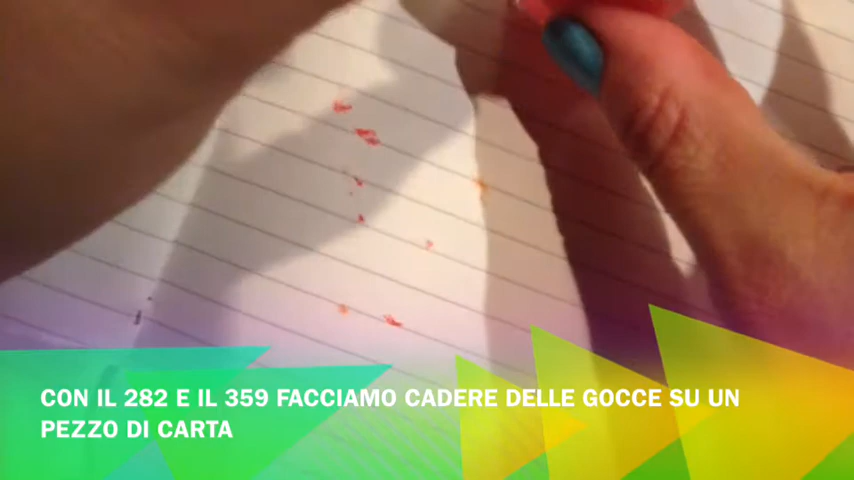 CON IL 282 E IL 359 FACCIAMO CADERE DELLE GOCCE SU UN
PEZZO DI CARTA